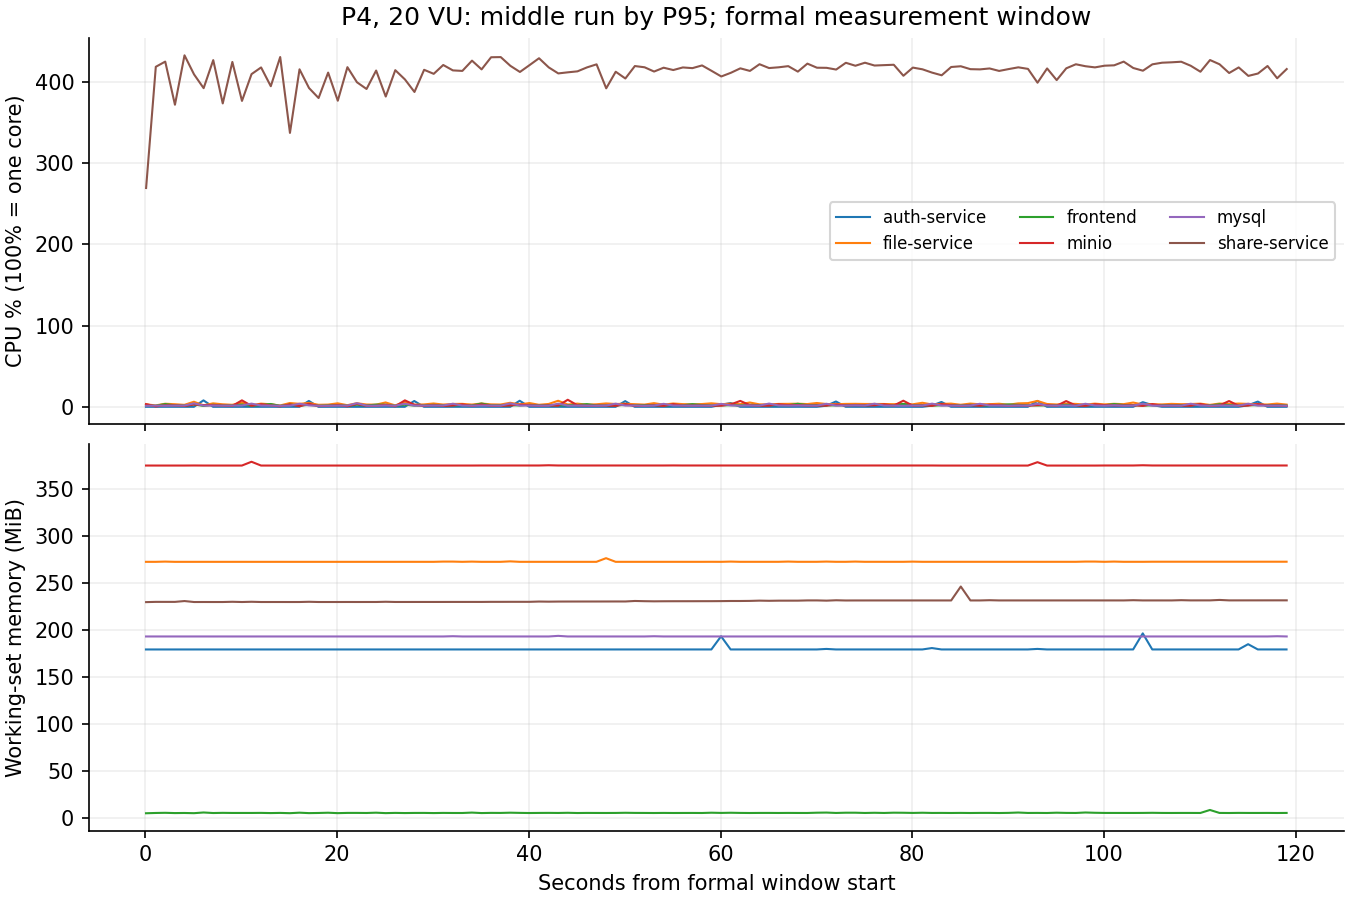 P4, 20 VU: middle run by P95; formal measurement window
CPU % (100% = one core)
400
300
200
100
0
auth-service
file-service
frontend
minio
mysql
share-service
Working-set memory (MiB)
350
300
250
200
150
100
50
0
0 20 40 60 80 100 120
Seconds from formal window start